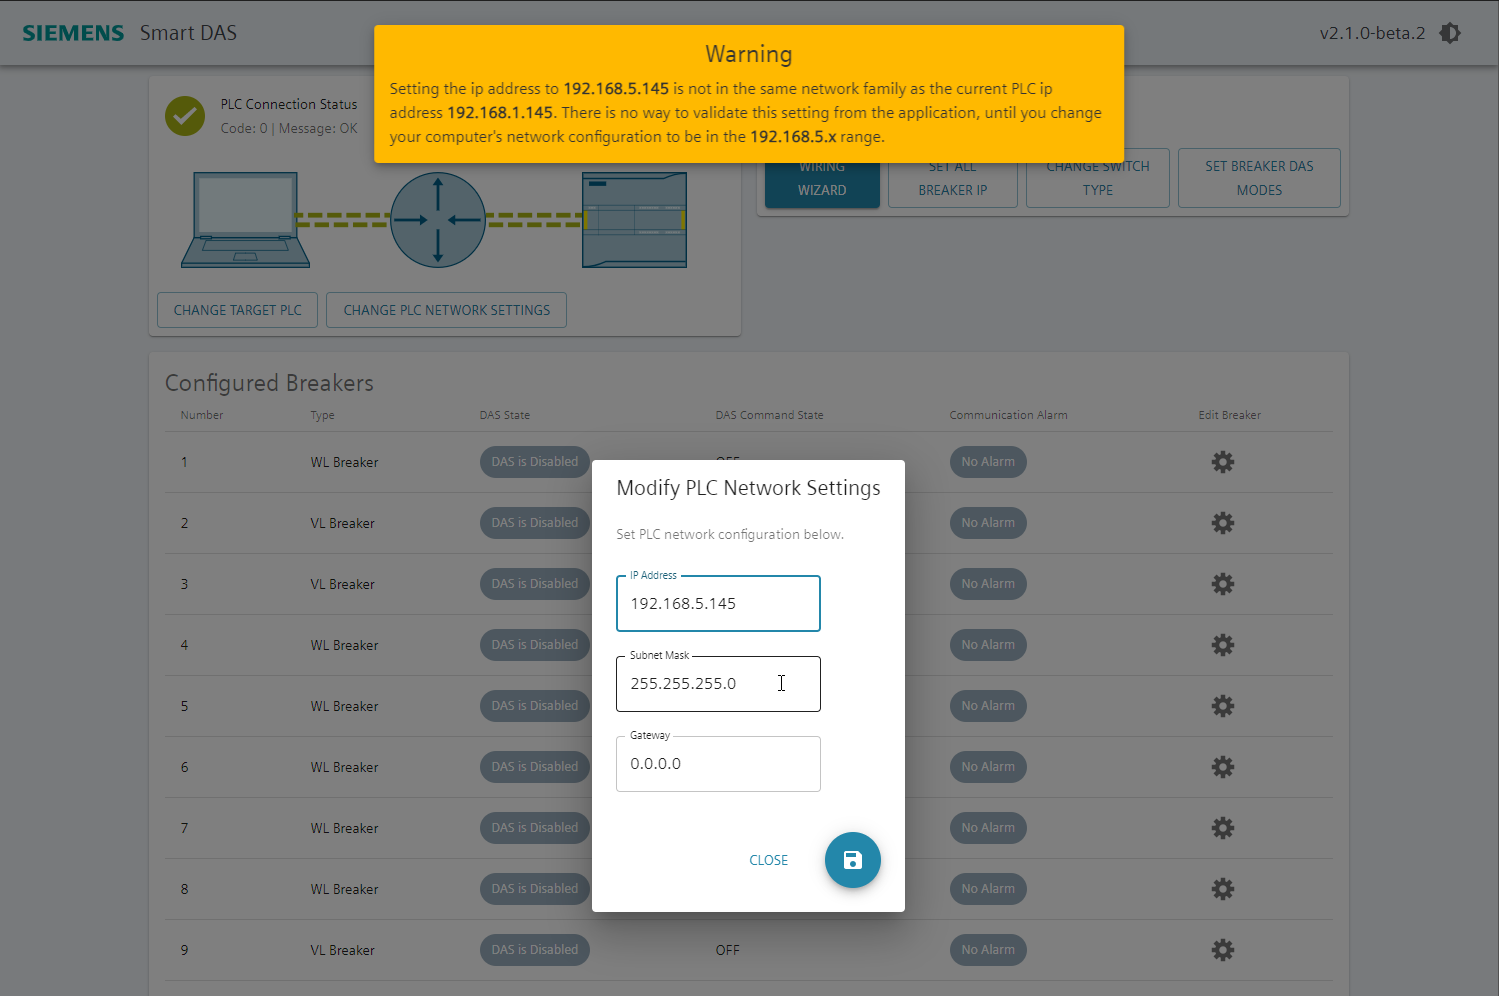 SIEMENS Smart DAS
v2.1.0-beta.2
Warning
Setting the ip address to 192.168.5.145 is not in the same network family as the current PLC ip
address 192.168.1.145. There is no way to validate this setting from the application, until you change
your computer's network configuration to be in the 192.168.5.x range.
PLC Connection Status
Code: 0 | Message: OK
WIRING
WIZARD
SET ALL
BREAKER IP
CHANGE SWITCH
TYPE
SET BREAKER DAS
MODES
CHANGE TARGET PLC
CHANGE PLC NETWORK SETTINGS
Configured Breakers
Number Type DAS State DAS Command State Communication Alarm Edit Breaker
1 WL Breaker DAS is Disabled OFF No Alarm
2 VL Breaker DAS is Disabled No Alarm
3 VL Breaker DAS is Disabled No Alarm
4 WL Breaker DAS is Disabled No Alarm
5 WL Breaker DAS is Disabled No Alarm
6 WL Breaker DAS is Disabled No Alarm
7 WL Breaker DAS is Disabled No Alarm
8 WL Breaker DAS is Disabled No Alarm
9 VL Breaker DAS is Disabled OFF No Alarm
Modify PLC Network Settings
Set PLC network configuration below.
IP Address
192.168.5.145
Subnet Mask
255.255.255.0
Gateway
0.0.0.0
CLOSE